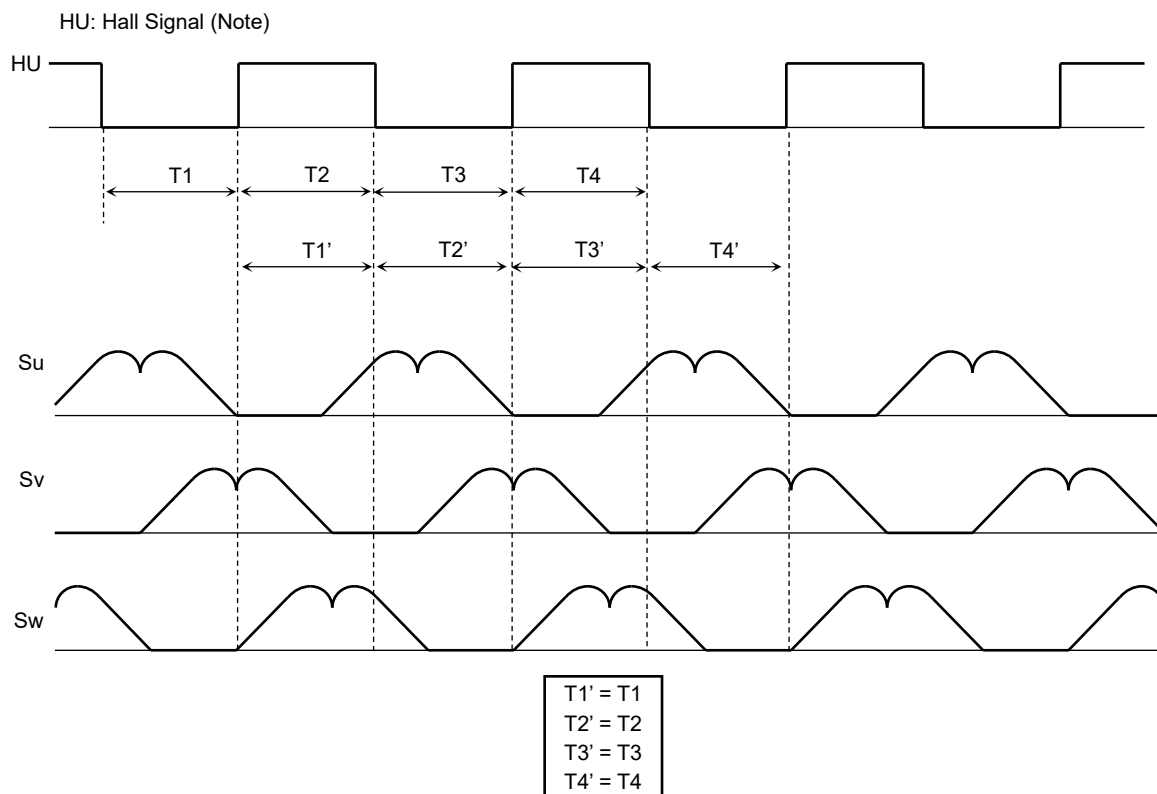 HU: Hall Signal (Note)
HU
T1 T2 T3 T4
T1’ T2’ T3’ T4’
Su
Sv
Sw
T1’ = T1
T2’ = T2
T3’ = T3
T4’ = T4